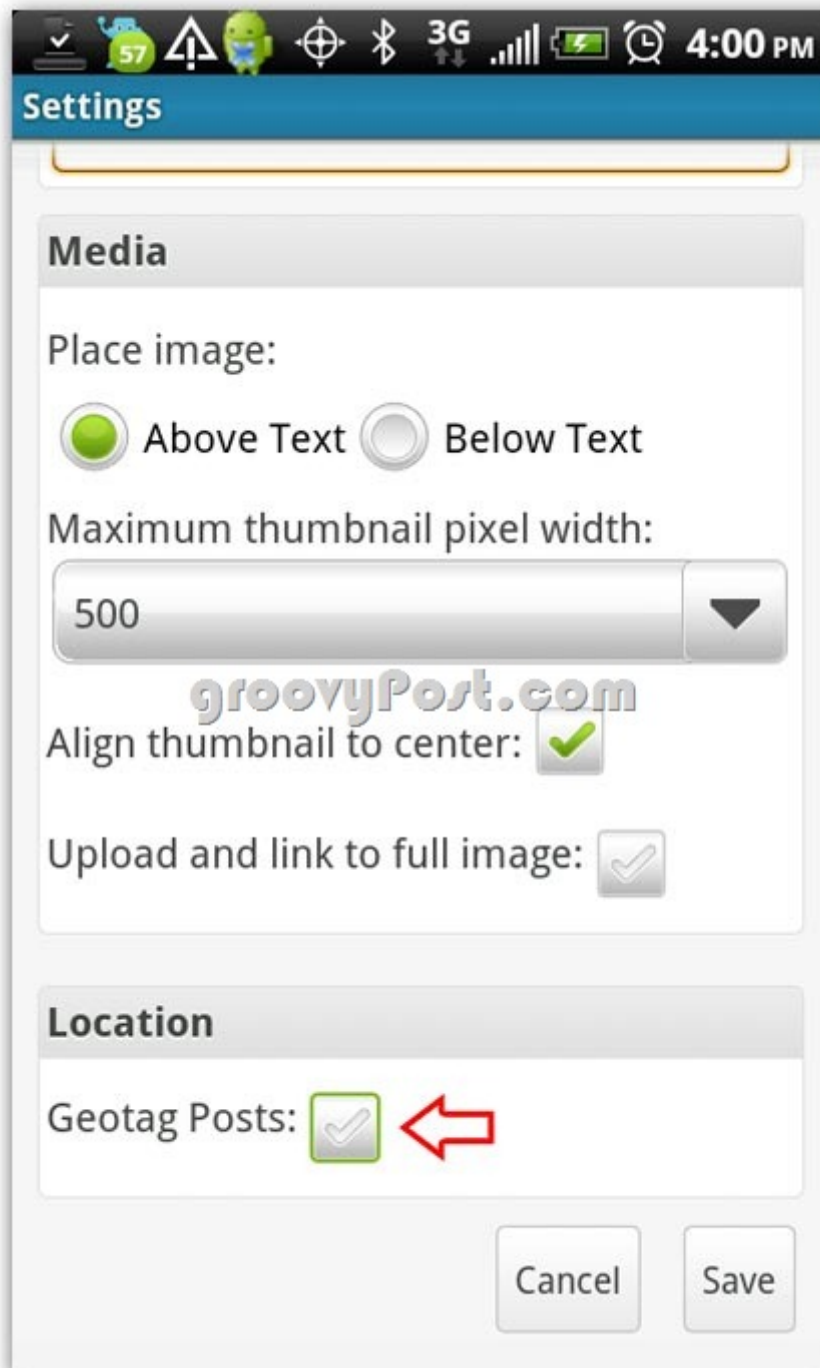 57
3G
4:00 PM
Settings
Media
Place image:
Above Text Below Text
Maximum thumbnail pixel width:
500
groovyPost.com
Align thumbnail to center:
Upload and link to full image:
Location
Geotag Posts:
Cancel Save